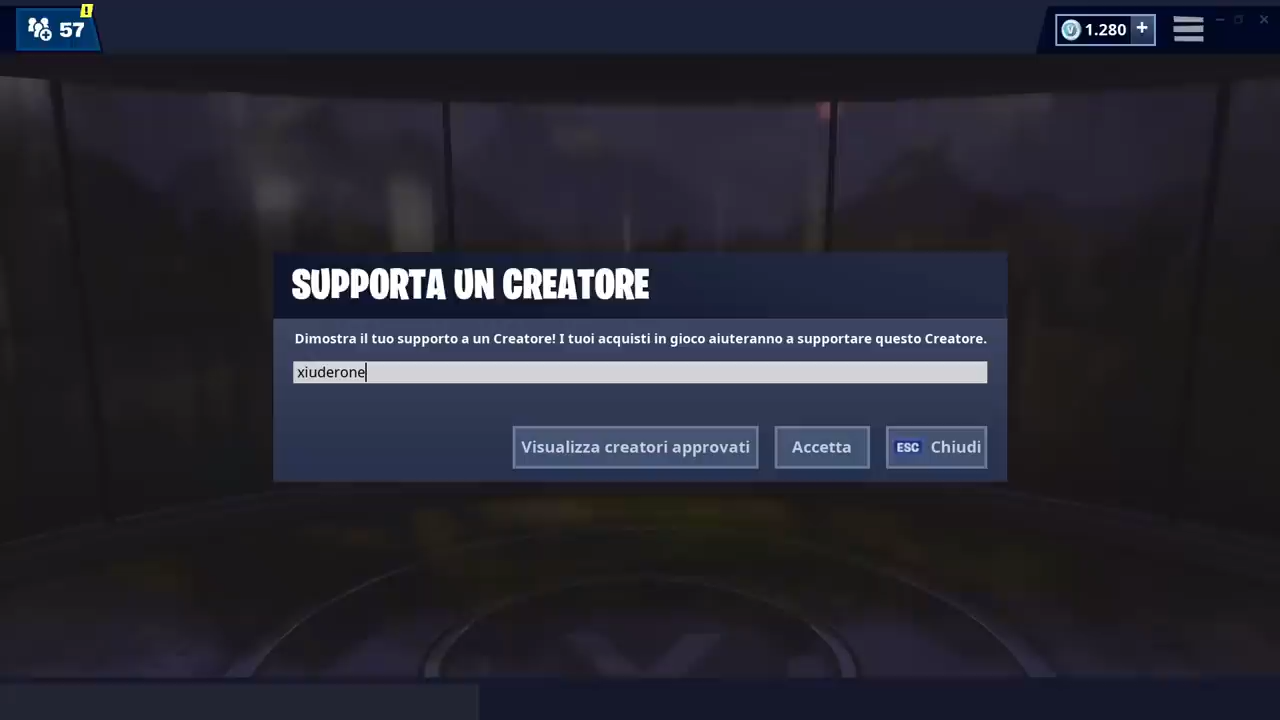 57
!
1.280 +
SUPPORTA UN CREATORE
Dimostra il tuo supporto a un Creatore! I tuoi acquisti in gioco aiuteranno a supportare questo Creatore.
xiuderone
Visualizza creatori approvati
Accetta
ESC Chiudi